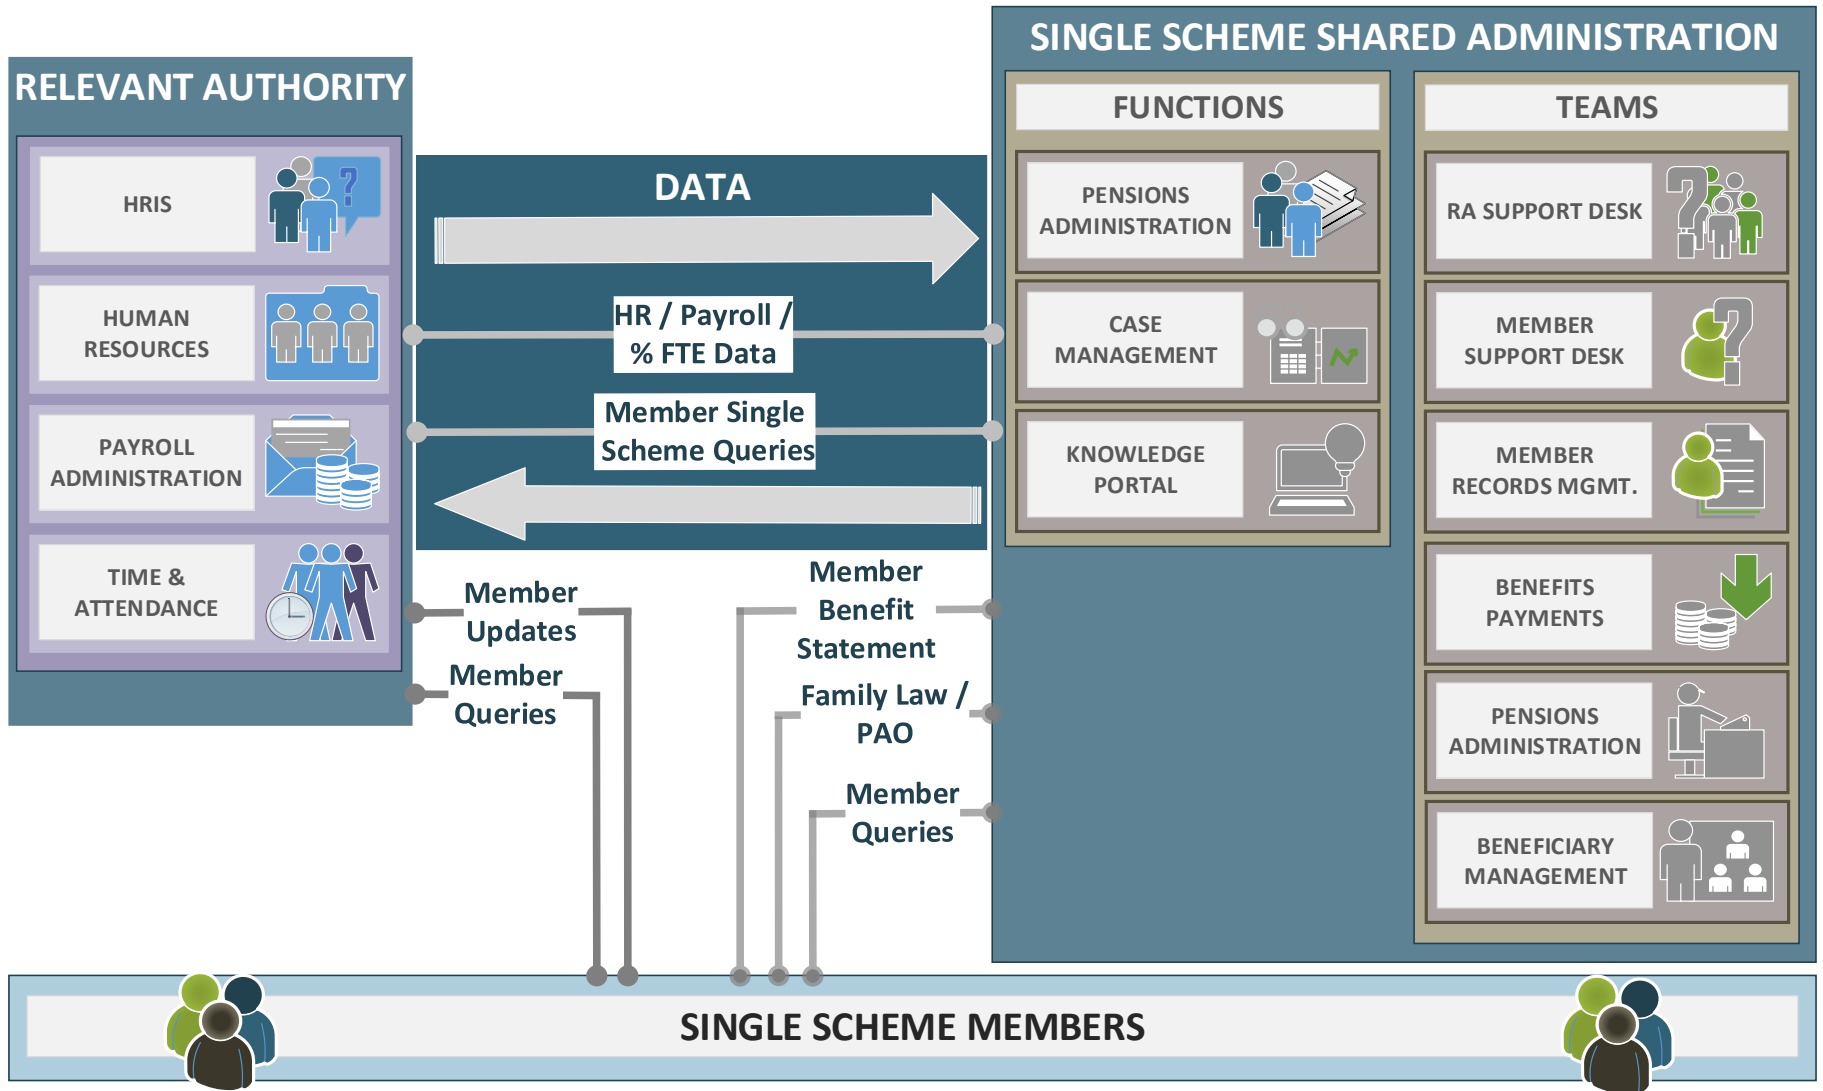 RELEVANT AUTHORITY
HRIS
HUMAN
RESOURCES
PAYROLL
ADMINISTRATION
TIME &
ATTENDANCE
DATA
HR / Payroll /
% FTE Data
Member Single
Scheme Queries
Member
Updates
Member
Queries
Member
Benefit
Statement
Family Law /
PAO
Member
Queries
SINGLE SCHEME SHARED ADMINISTRATION
FUNCTIONS
PENSIONS
ADMINISTRATION
CASE
MANAGEMENT
KNOWLEDGE
PORTAL
TEAMS
RA SUPPORT DESK
MEMBER
SUPPORT DESK
MEMBER
RECORDS MGMT.
BENEFITS
PAYMENTS
PENSIONS
ADMINISTRATION
BENEFICIARY
MANAGEMENT
SINGLE SCHEME MEMBERS